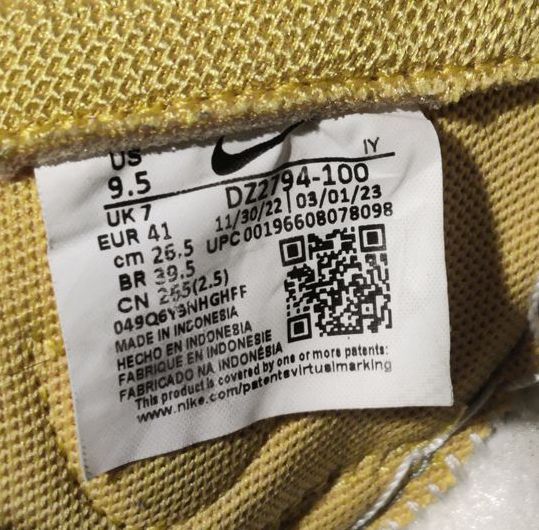 US
9.5
IY
DZ2794-100
UK 7
11/30/22 | 03/01/23
EUR 41
UPC 00196608078098
cm 26.5
BR 39.5
CN 265(2.5)
MADE IN INDONESIA
HECHO EN INDONESIA
FABRIQUE EN INDONESIE
FABRICADO NA INDONÉSIA
This product is covered by one or more patents:
www.nike.com/patentsvirtualmarking